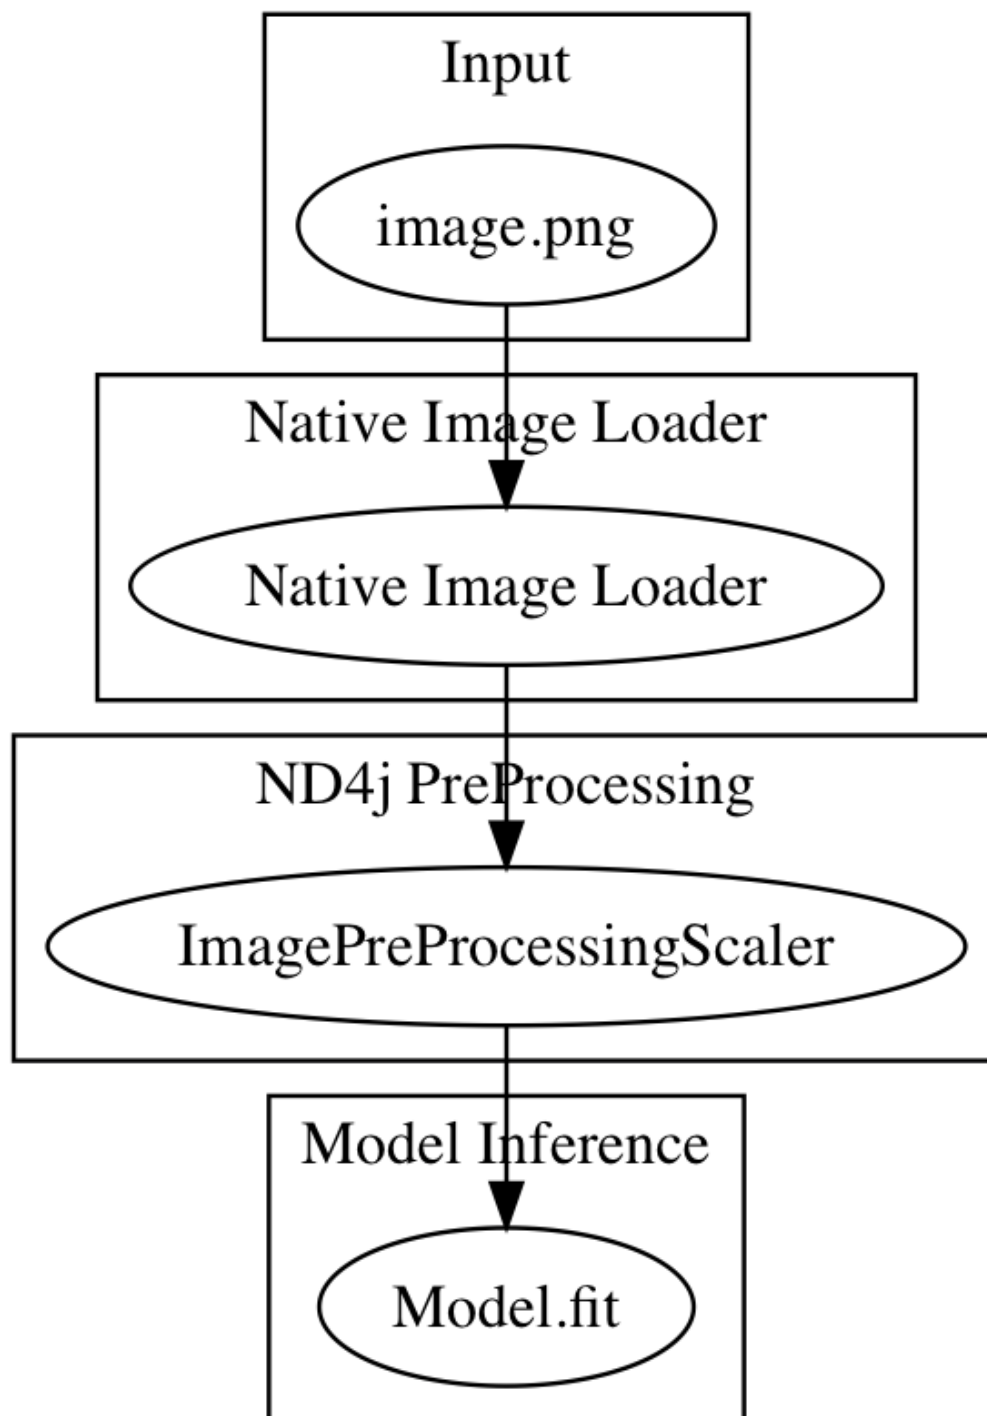 Input
image.png
Native Image Loader
Native Image Loader
ND4j PreProcessing
ImagePreProcessingScaler
Model Inference
Model.fit